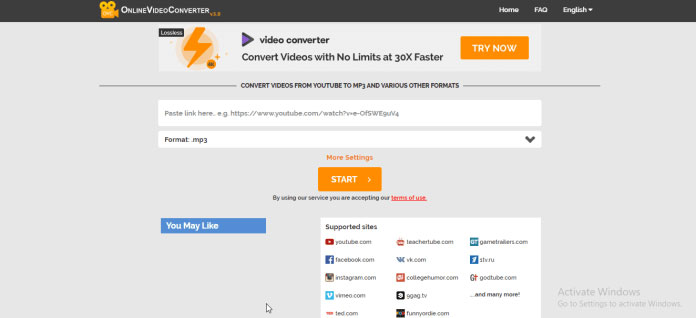 ONLINEVIDEOCONVERTER v3.0
Home FAQ English
Lossless
video converter
Convert Videos with No Limits at 30X Faster
TRY NOW
CONVERT VIDEOS FROM YOUTUBE TO MP3 AND VARIOUS OTHER FORMATS
Paste link here.. e.g. https://www.youtube.com/watch?v=e-OfSWE9uV4
Format: .mp3
More Settings
START
By using our service you are accepting our terms of use.
You May Like
Supported sites
youtube.com teachertube.com gametrailers.com
facebook.com vk.com 1tv.ru
instagram.com collegehumor.com godtube.com
vimeo.com 9gag.tv ...and many more!
ted.com funnyordie.com
Activate Windows
Go to Settings to activate Windows.